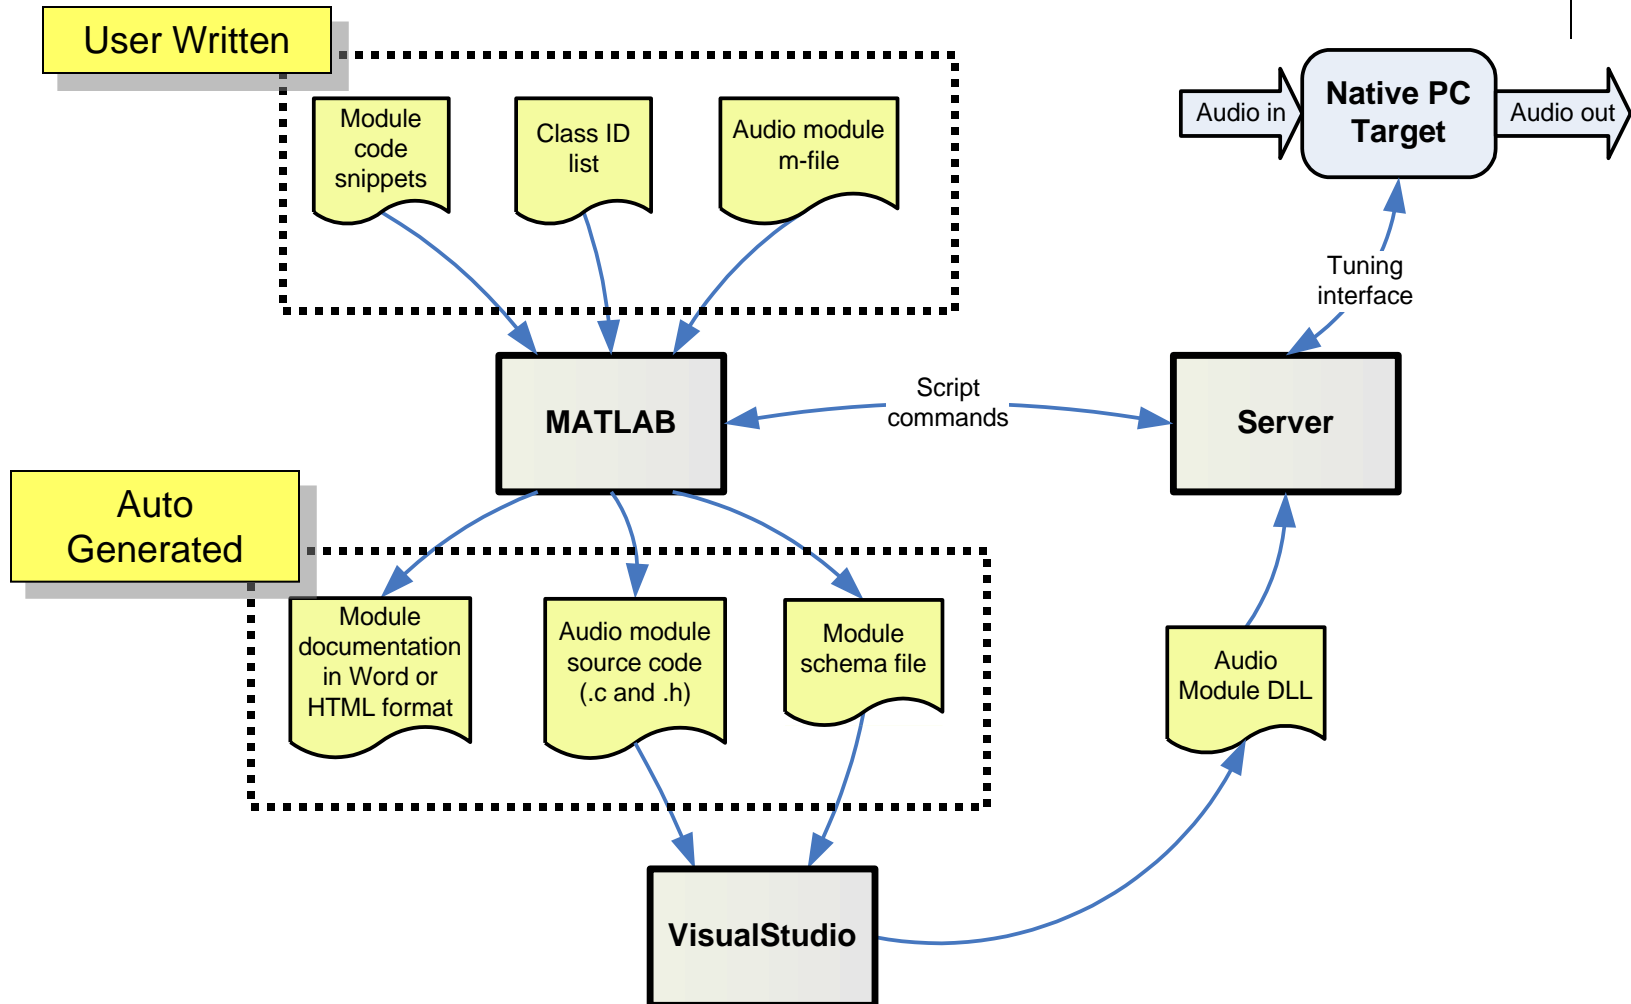 User Written
Module
code
snippets
Class ID
list
Audio module
m-file
Audio in
Native PC
Target
Audio out
Tuning
interface
MATLAB
Script
commands
Server
Auto
Generated
Module
documentation
in Word or
HTML format
Audio module
source code
(.c and .h)
Module
schema file
Audio
Module DLL
VisualStudio